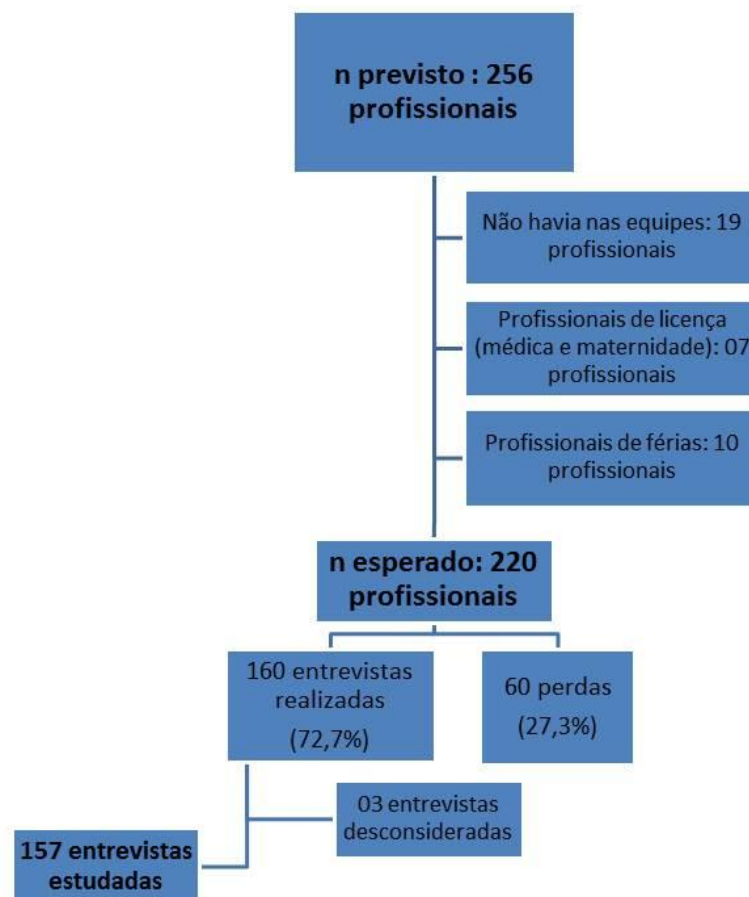 n previsto : 256
profissionais
Não havia nas equipes: 19
profissionais
Profissionais de licença
(médica e maternidade): 07
profissionais
Profissionais de férias: 10
profissionais
n esperado: 220
profissionais
160 entrevistas
realizadas
(72,7%)
60 perdas
(27,3%)
03 entrevistas
desconsideradas
157 entrevistas
estudadas